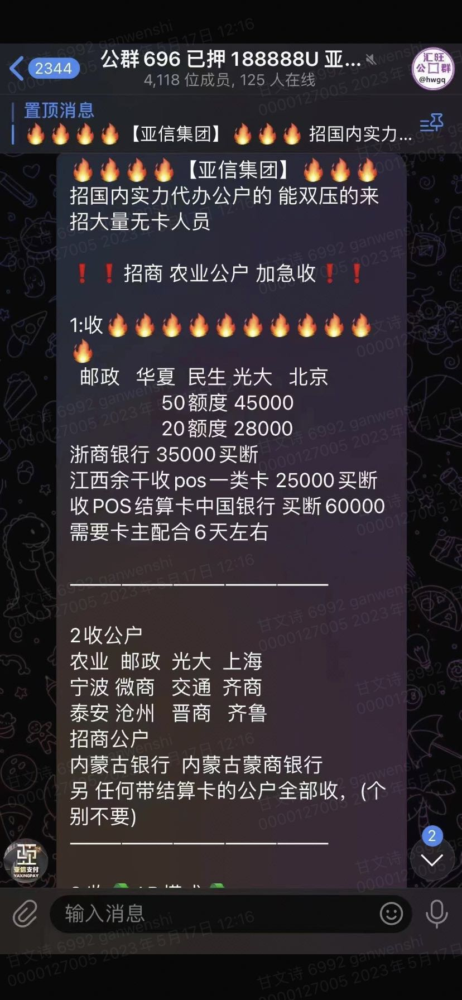 2344
公群 696 已押 188888U 亚...
4,118 位成员, 125 人在线
汇旺
公群
@hwgq
置顶消息
🔥🔥🔥🔥【亚信集团】🔥🔥🔥 招国内实力...
🔥🔥🔥🔥【亚信集团】🔥🔥🔥
招国内实力代办公户的 能双压的来
招大量无卡人员
❗❗招商 农业公户 加急收❗❗
1:收🔥🔥🔥🔥🔥🔥🔥🔥🔥🔥
🔥
邮政 华夏 民生 光大 北京
50额度 45000
20额度 28000
浙商银行 35000买断
江西余干收pos一类卡 25000买断
收POS结算卡中国银行 买断60000
需要卡主配合6天左右
——————————
2收公户
农业 邮政 光大 上海
宁波 微商 交通 齐商
泰安 沧州 晋商 齐鲁
招商公户
内蒙古银行 内蒙古蒙商银行
另 任何带结算卡的公户全部收，(个
别不要)
——————————
2
亚信支付
YAXINGPAY
输入消息
甘文诗 6992 ganwenshi
0000127005 2023年5月17日 12:16